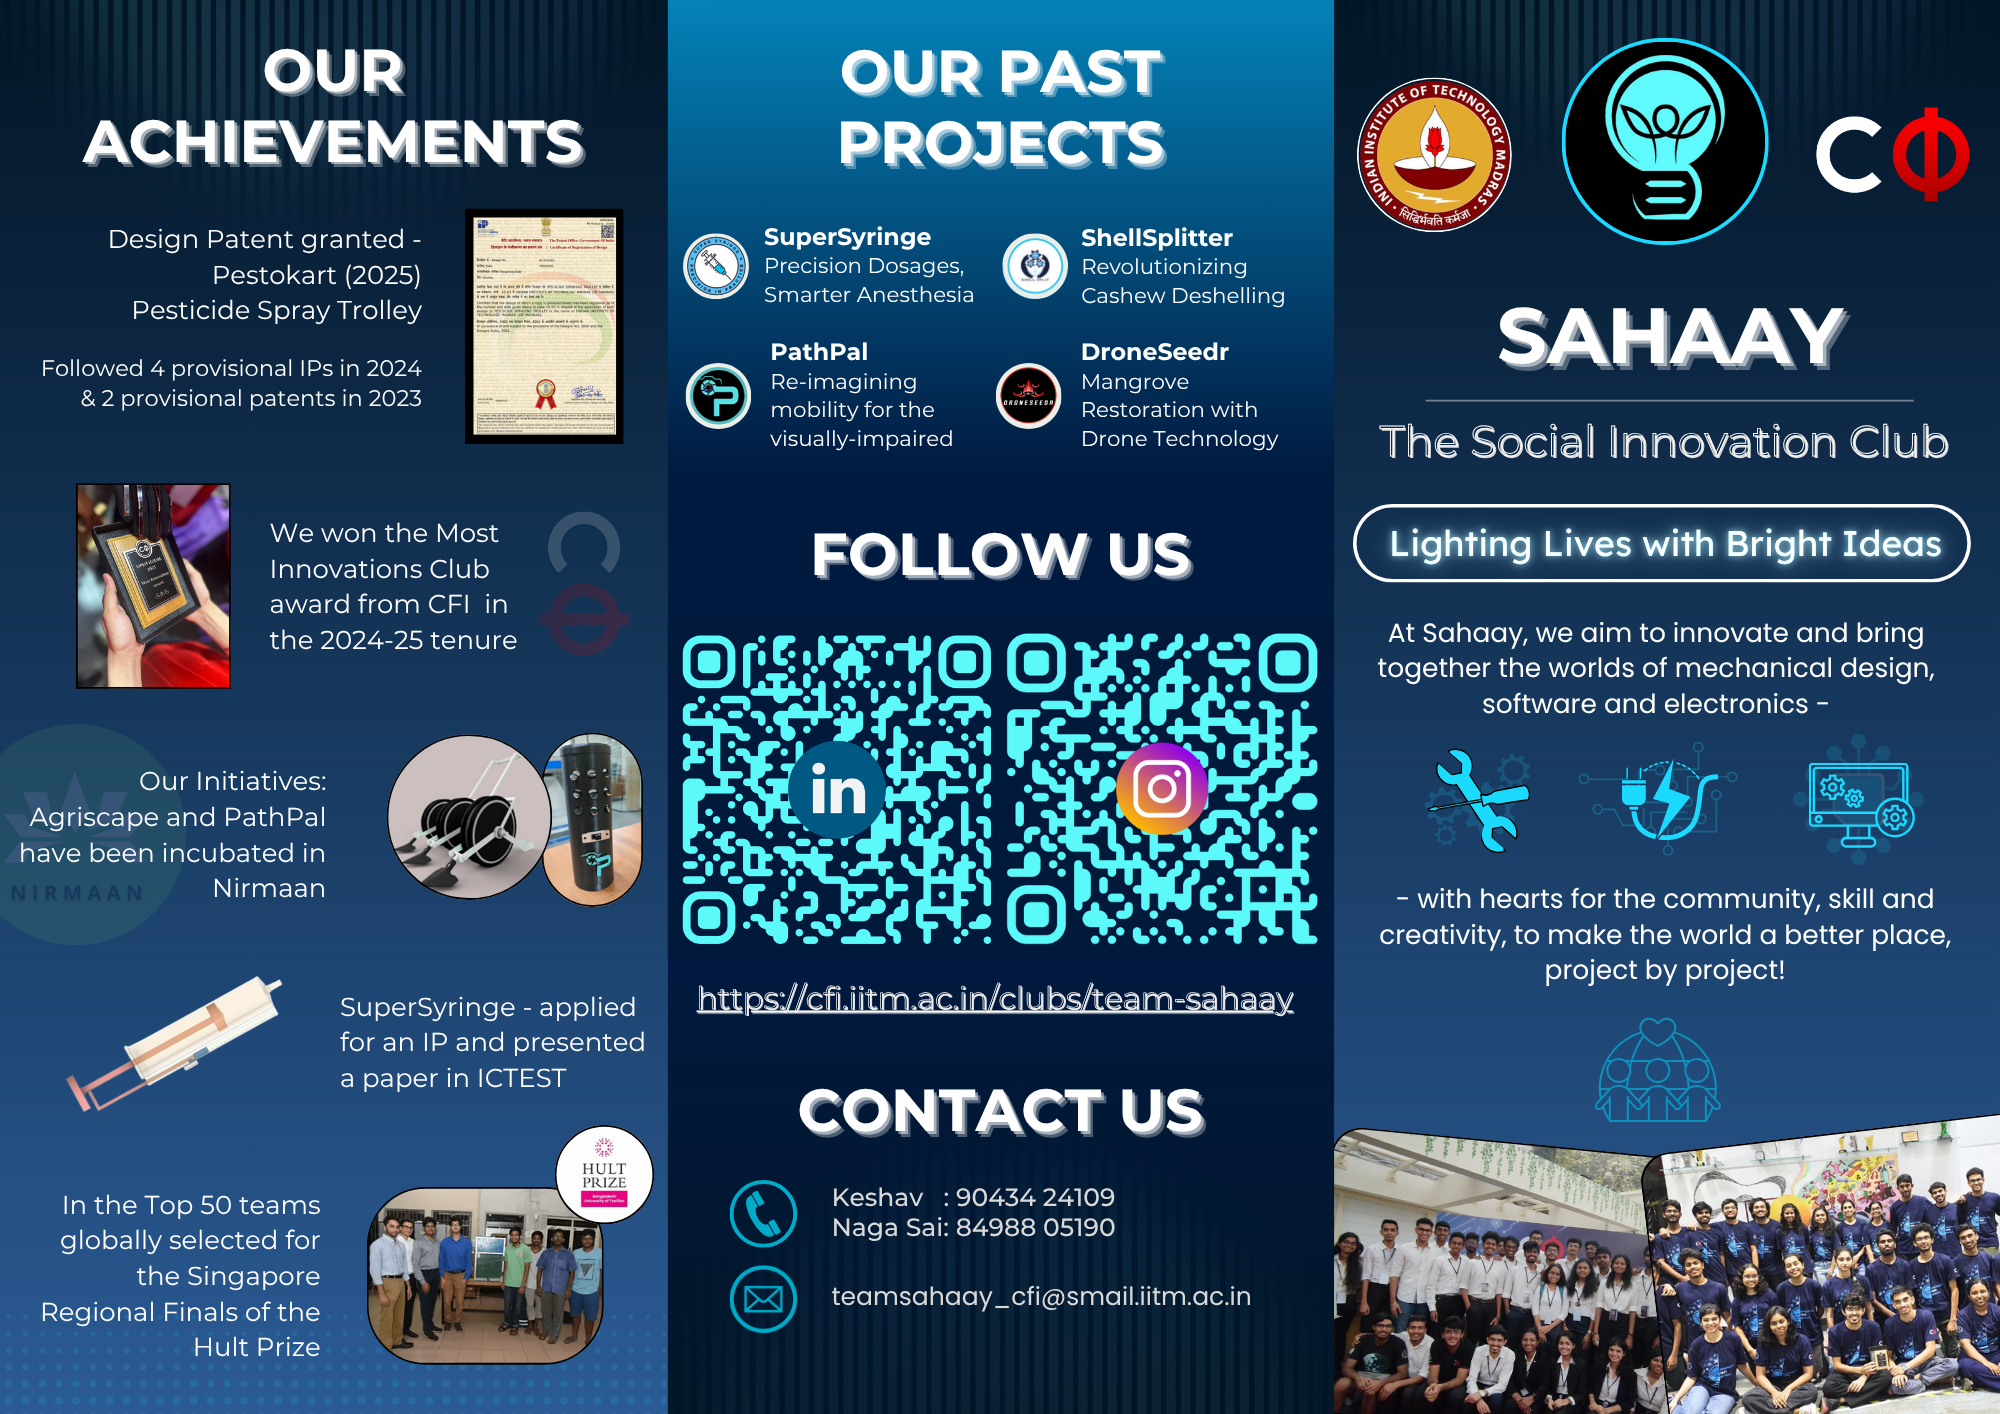 OUR
ACHIEVEMENTS
Design Patent granted -
Pestokart (2025)
Pesticide Spray Trolley
Followed 4 provisional IPs in 2024
& 2 provisional patents in 2023
We won the Most
Innovations Club
award from CFI in
the 2024-25 tenure
Our Initiatives:
Agriscape and PathPal
have been incubated in
Nirmaan
NIRMAAN
SuperSyringe - applied
for an IP and presented
a paper in ICTEST
HULT
PRIZE
In the Top 50 teams
globally selected for
the Singapore
Regional Finals of the
Hult Prize
OUR PAST
PROJECTS
SuperSyringe
Precision Dosages,
Smarter Anesthesia
ShellSplitter
Revolutionizing
Cashew Deshelling
PathPal
Re-imagining
mobility for the
visually-impaired
DRONESEEDR
DroneSeedr
Mangrove
Restoration with
Drone Technology
FOLLOW US
in
https://cfi.iitm.ac.in/clubs/team-sahaay
CONTACT US
Keshav : 90434 24109
Naga Sai: 84988 05190
teamsahaay_cfi@smail.iitm.ac.in
INDIAN INSTITUTE OF TECHNOLOGY MADRAS
सिद्धिर्भवति कर्मजा
SAHAAY
The Social Innovation Club
Lighting Lives with Bright Ideas
At Sahaay, we aim to innovate and bring
together the worlds of mechanical design,
software and electronics -
- with hearts for the community, skill and
creativity, to make the world a better place,
project by project!